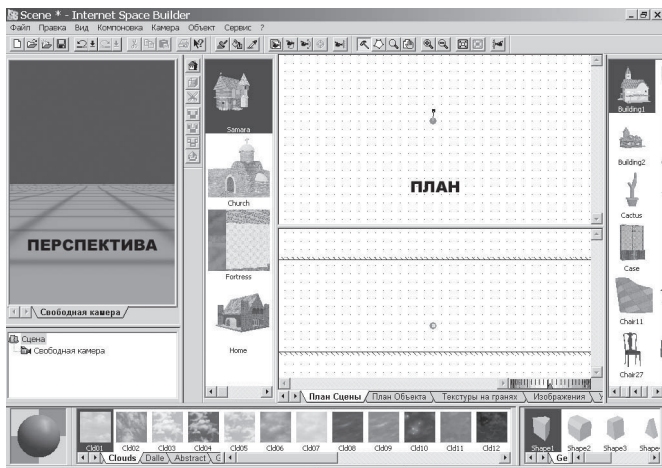 Scene * - Internet Space Builder
Файл Правка Вид Компоновка Камера Объект Сервис ?
ПЕРСПЕКТИВА
Свободная камера
Сцена
Свободная камера
Samara
Church
Fortress
Home
ПЛАН
План Сцены План Объекта Текстуры на гранях Изображения
Building1
Building2
Cactus
Case
Chair11
Chair27
Cld01 Cld02 Cld03 Cld04 Cld05 Cld06 Cld07 Cld08 Cld09 Cld10 Cld11 Cld12
Clouds Dalle Abstract
Shape1 Shape2 Shape3 Shape
Ge